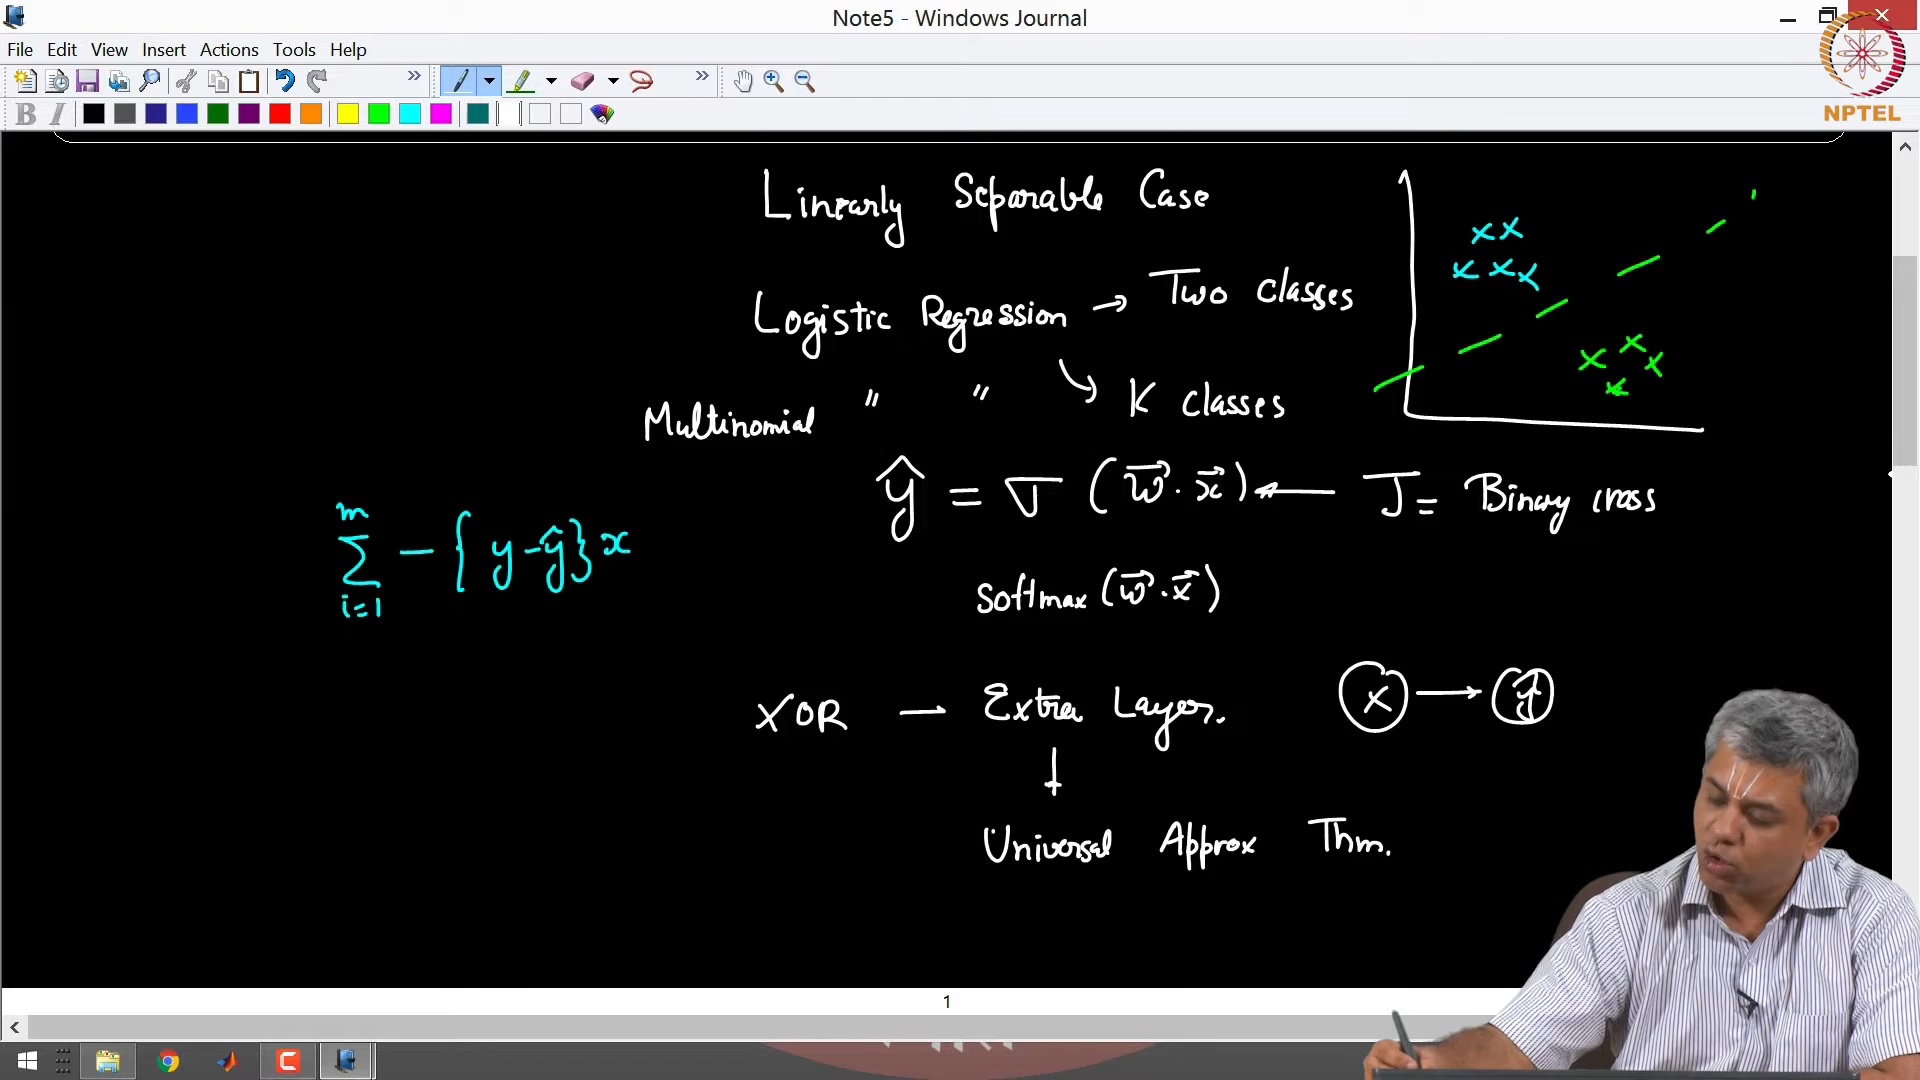 Note5 - Windows Journal
File Edit View Insert Actions Tools Help
NPTEL
Linearly Separable Case
Logistic Regression → Two classes
Multinomial " " K classes
ŷ = σ (w⃗ · x⃗) ← J = Binary cross
m
∑ - { y - ŷ } x
i=1
softmax (w⃗ · x⃗)
XOR — Extra Layer. x → ŷ
Universal Approx Thm.
1